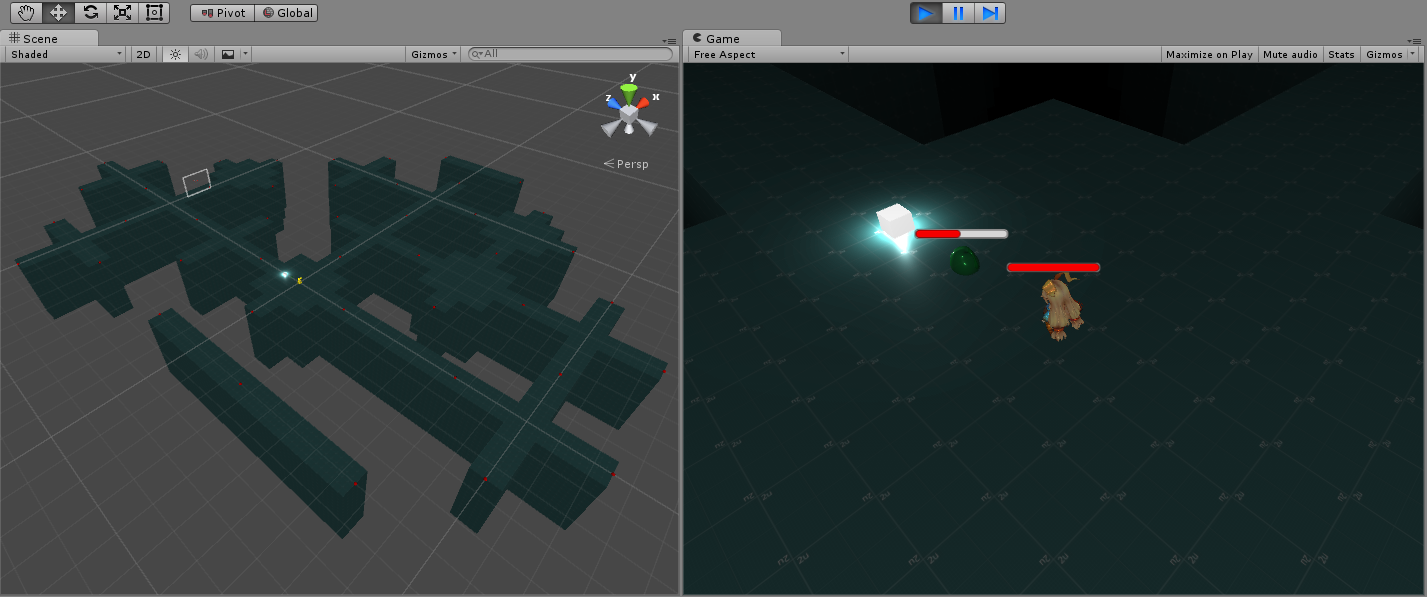 Pivot Global
Scene
Game
Shaded 2D Gizmos All
Free Aspect Maximize on Play Mute audio Stats Gizmos
y
z x
Persp